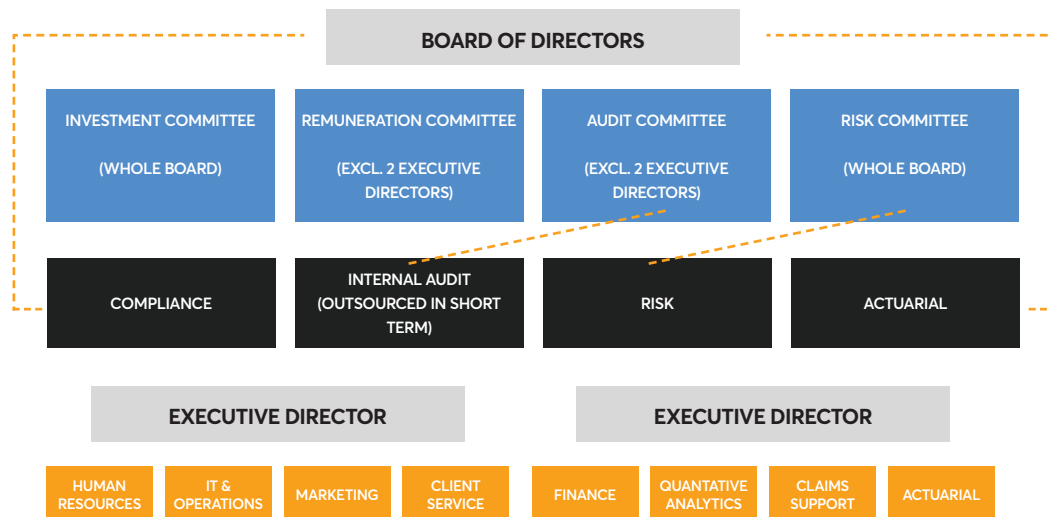 BOARD OF DIRECTORS
INVESTMENT COMMITTEE
(WHOLE BOARD)
REMUNERATION COMMITTEE
(EXCL. 2 EXECUTIVE
DIRECTORS)
AUDIT COMMITTEE
(EXCL. 2 EXECUTIVE
DIRECTORS)
RISK COMMITTEE
(WHOLE BOARD)
COMPLIANCE
INTERNAL AUDIT
(OUTSOURCED IN SHORT
TERM)
RISK
ACTUARIAL
EXECUTIVE DIRECTOR
EXECUTIVE DIRECTOR
HUMAN
RESOURCES
IT &
OPERATIONS
MARKETING
CLIENT
SERVICE
FINANCE
QUANTATIVE
ANALYTICS
CLAIMS
SUPPORT
ACTUARIAL